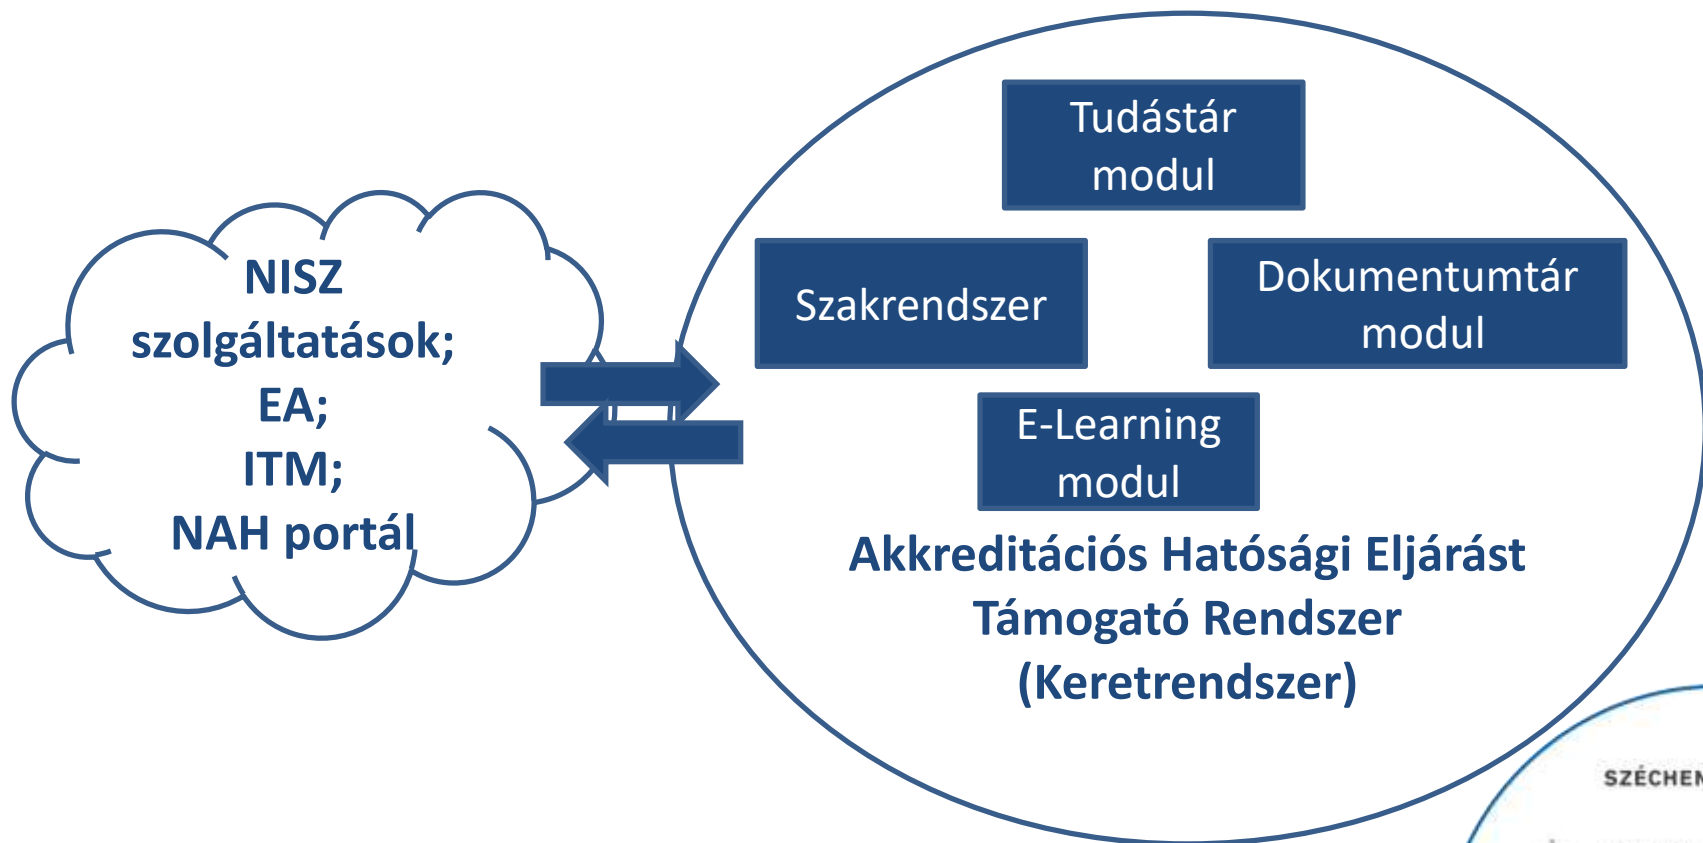 NISZ
szolgáltatások;
EA;
ITM;
NAH portál
Tudástár
modul
Szakrendszer
Dokumentumtár
modul
E-Learning
modul
Akkreditációs Hatósági Eljárást
Támogató Rendszer
(Keretrendszer)